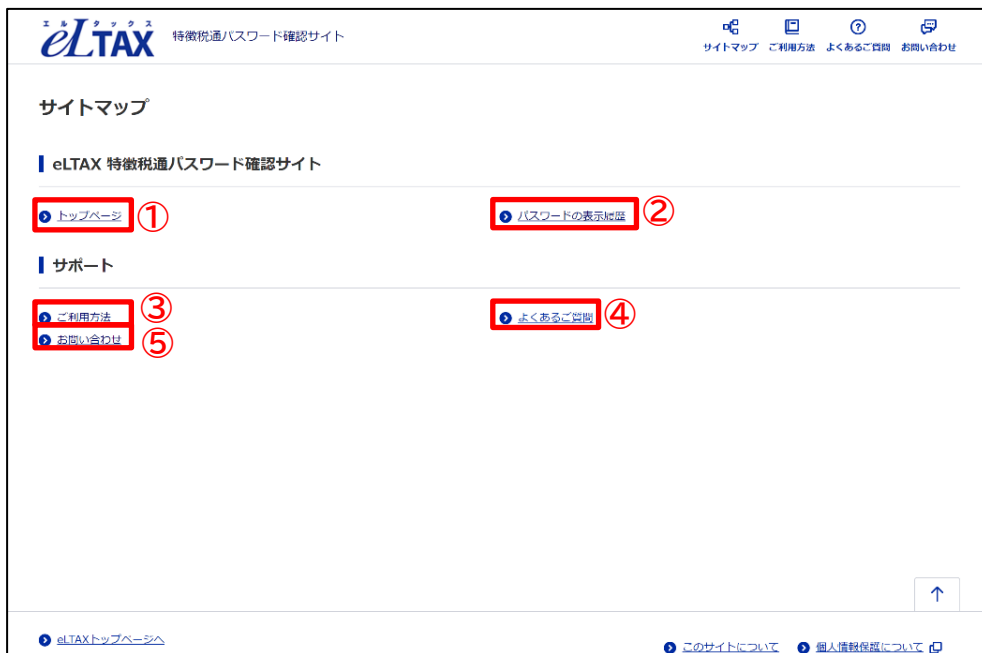 エルタックス
eLTAX 特徴税通パスワード確認サイト
サイトマップ ご利用方法 よくあるご質問 お問い合わせ
サイトマップ
eLTAX 特徴税通パスワード確認サイト
トップページ ① パスワードの表示履歴 ②
サポート
ご利用方法 ③ よくあるご質問 ④
お問い合わせ ⑤
eLTAXトップページへ
このサイトについて 個人情報保護について